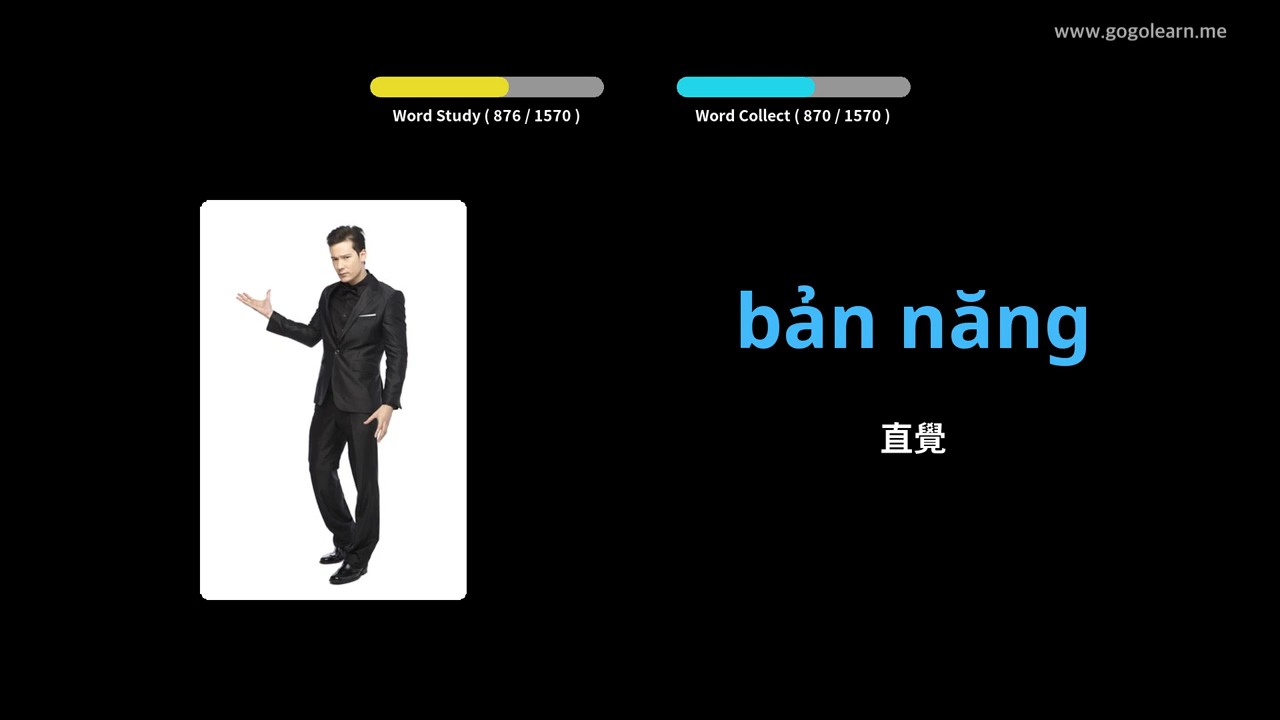 www.gogolearn.me
Word Study ( 876 / 1570 )
Word Collect ( 870 / 1570 )
bản năng
直覺